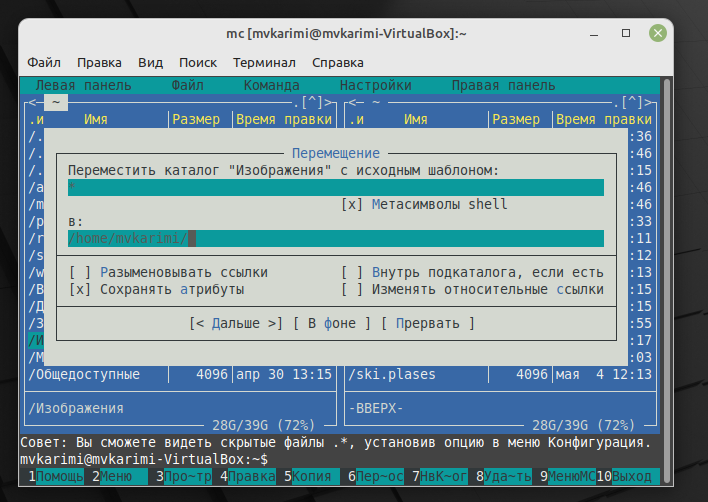 mc [mvkarimi@mvkarimi-VirtualBox]:~
Файл Правка Вид Поиск Терминал Справка
Левая панель Файл Команда Настройки Правая панель
<— ~ .[^]> <— ~ .[^]>
.и Имя Размер Время правки .и Имя Размер Время правки
/. :36
/. Перемещение :46
/. Переместить каталог "Изображения" с исходным шаблоном: :15
/a * :46
/m [x] Метасимволы shell :46
/p в: :33
/r /home/mvkarimi/ :11
/s :12
/w [ ] Разыменовывать ссылки [ ] Внутрь подкаталога, если есть :13
/В [x] Сохранять атрибуты [ ] Изменять относительные ссылки :15
/Д :15
/З [< Дальше >] [ В фоне ] [ Прервать ] :55
/И :17
/М :03
/Общедоступные 4096 апр 30 13:15 /ski.plases 4096 мая 4 12:13
/Изображения -ВВЕРХ-
28G/39G (72%) 28G/39G (72%)
Совет: Вы сможете видеть скрытые файлы .*, установив опцию в меню Конфигурация.
mvkarimi@mvkarimi-VirtualBox:~$
1Помощь 2Меню 3Про~тр 4Правка 5Копия 6Пер~ос 7НвК~ог 8Уда~ть 9МенюМС 10Выход